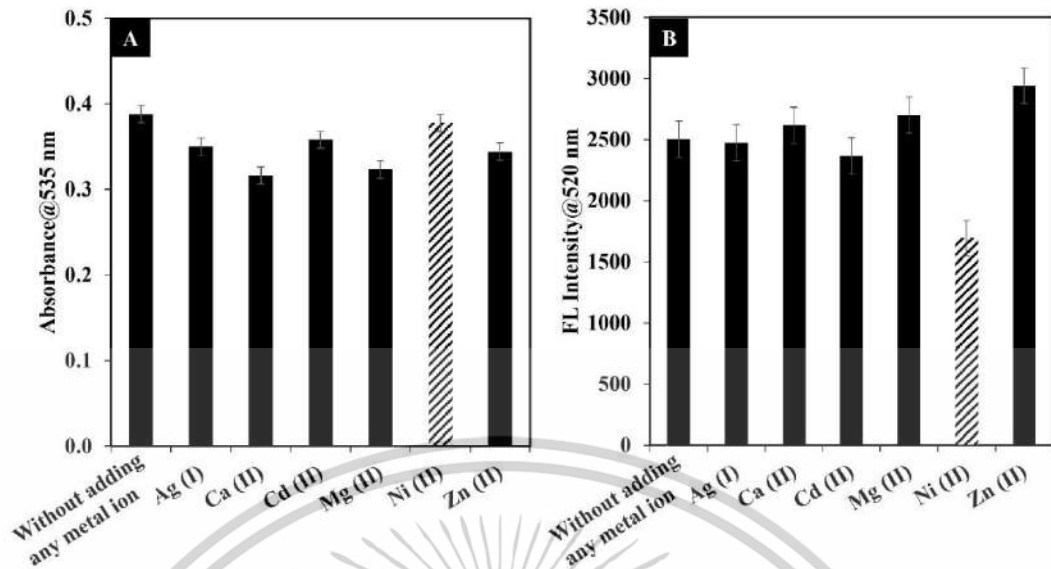 A
Absorbance@535 nm
0.5
0.4
0.3
0.2
0.1
0.0
Without adding
any metal ion
Ag (I)
Ca (II)
Cd (II)
Mg (II)
Ni (II)
Zn (II)
B
FL Intensity@520 nm
3500
3000
2500
2000
1500
1000
500
0
Without adding
any metal ion
Ag (I)
Ca (II)
Cd (II)
Mg (II)
Ni (II)
Zn (II)